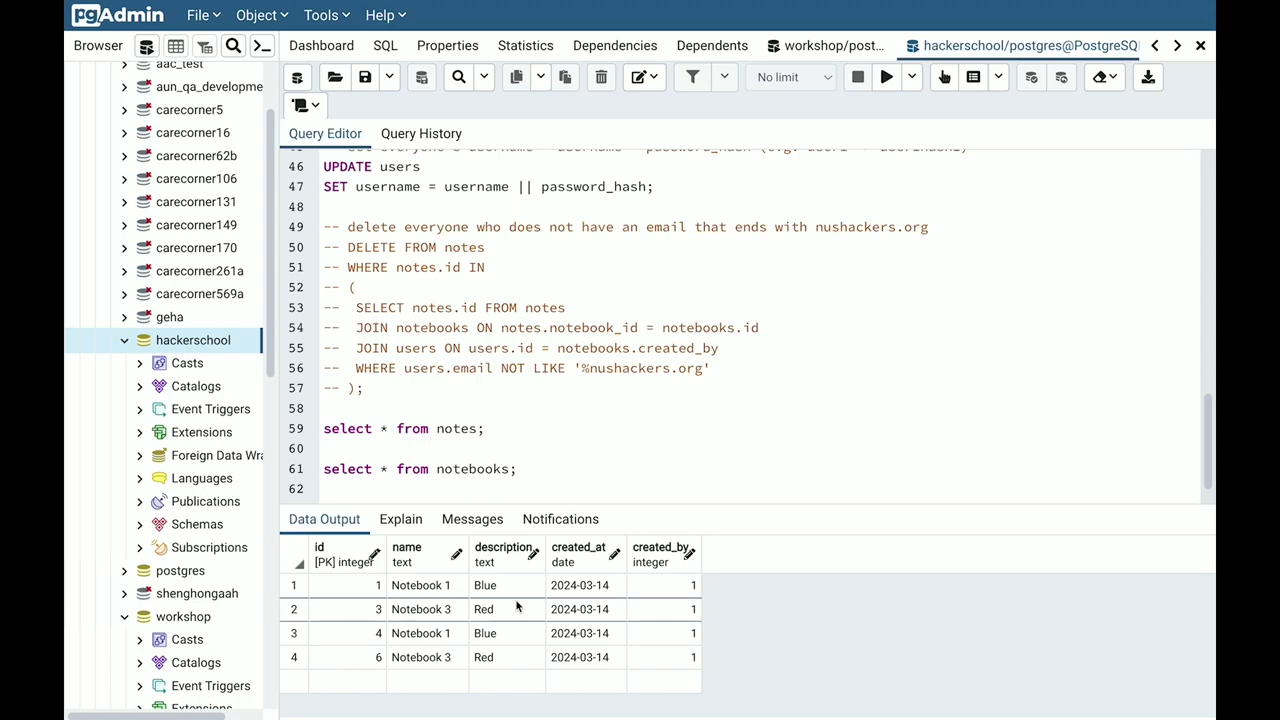 pgAdmin File Object Tools Help
Browser
Dashboard SQL Properties Statistics Dependencies Dependents workshop/post... hackerschool/postgres@PostgreSQ
No limit
Query Editor Query History
aac_test
aun_qa_developme
carecorner5
carecorner16
carecorner62b
carecorner106
carecorner131
carecorner149
carecorner170
carecorner261a
carecorner569a
geha
hackerschool
Casts
Catalogs
Event Triggers
Extensions
Foreign Data Wra
Languages
Publications
Schemas
Subscriptions
postgres
shenghongaah
workshop
Casts
Catalogs
Event Triggers
Extensions
46 UPDATE users
47 SET username = username || password_hash;
48
49 -- delete everyone who does not have an email that ends with nushackers.org
50 -- DELETE FROM notes
51 -- WHERE notes.id IN
52 -- (
53 -- SELECT notes.id FROM notes
54 -- JOIN notebooks ON notes.notebook_id = notebooks.id
55 -- JOIN users ON users.id = notebooks.created_by
56 -- WHERE users.email NOT LIKE '%nushackers.org'
57 -- );
58
59 select * from notes;
60
61 select * from notebooks;
62
Data Output Explain Messages Notifications
id name description created_at created_by
[PK] integer text text date integer
1 1 Notebook 1 Blue 2024-03-14 1
2 3 Notebook 3 Red 2024-03-14 1
3 4 Notebook 1 Blue 2024-03-14 1
4 6 Notebook 3 Red 2024-03-14 1